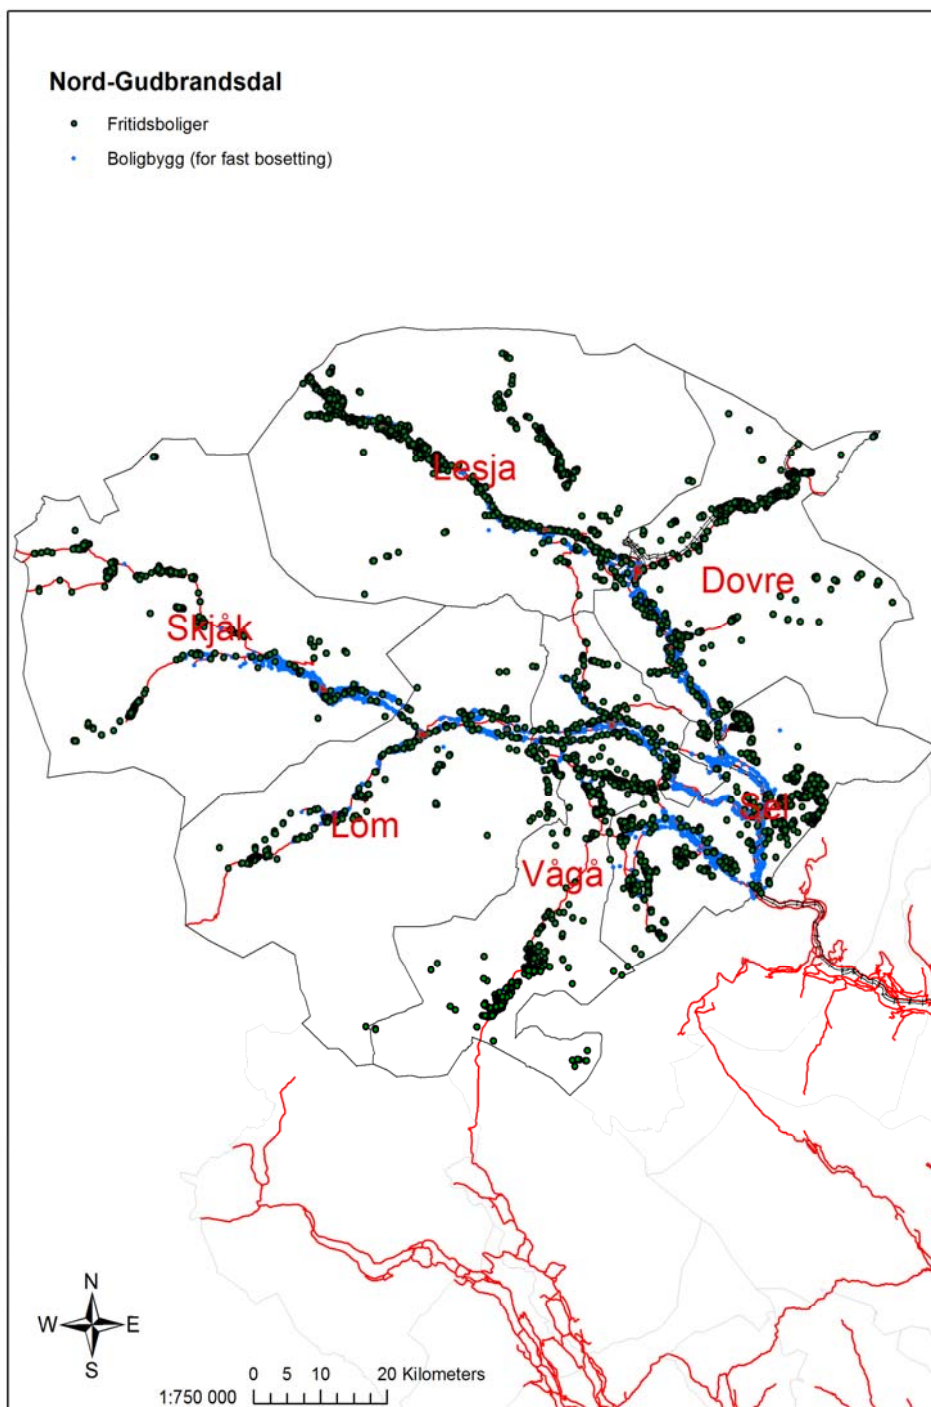 Nord-Gudbrandsdal
Fritidsboliger
Boligbygg (for fast bosetting)
Lesja
Dovre
Skjåk
Sel
Lom
Vågå
N
W E
S
0 5 10 20 Kilometers
1:750 000